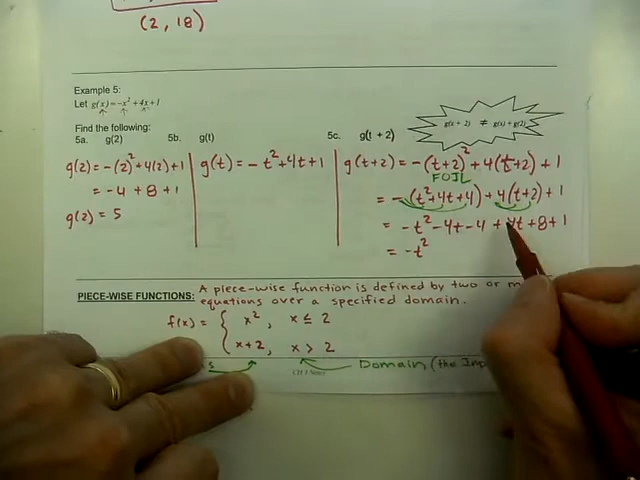 (2, 18)
Example 5:
Let g(x) = -x² + 4x + 1
g(x + 2) ≠ g(x) + g(2)
Find the following:
5a. g(2) 5b. g(t) 5c. g(t + 2)
g(2) = -(2)² + 4(2) + 1
= -4 + 8 + 1
g(2) = 5
g(t) = -t² + 4t + 1
g(t+2) = -(t+2)² + 4(t+2) + 1
FOIL
= -(t² + 4t + 4) + 4(t+2) + 1
= -t² - 4t - 4 + 4t + 8 + 1
= -t²
PIECE-WISE FUNCTIONS: A piece-wise function is defined by two or
equations over a specified domain.
f(x) = { x², x ≤ 2
x+2, x > 2
Domain (the Inp